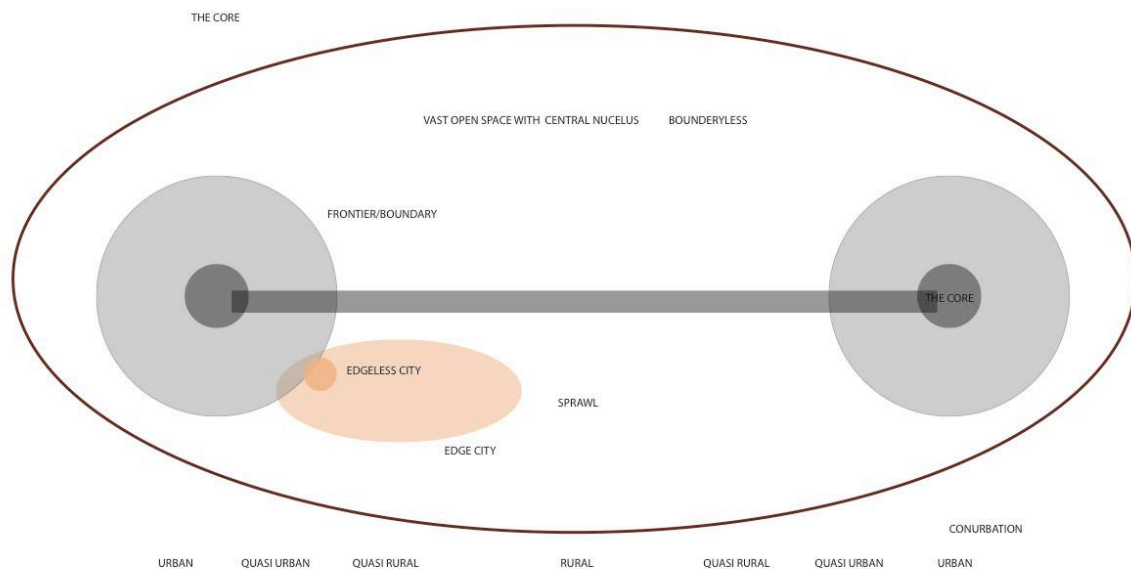 THE CORE
VAST OPEN SPACE WITH CENTRAL NUCELUS
BOUNDERYLESS
FRONTIER/BOUNDARY
THE CORE
EDGELESS CITY
SPRAWL
EDGE CITY
CONURBATION
URBAN QUASI URBAN QUASI RURAL RURAL QUASI RURAL QUASI URBAN URBAN